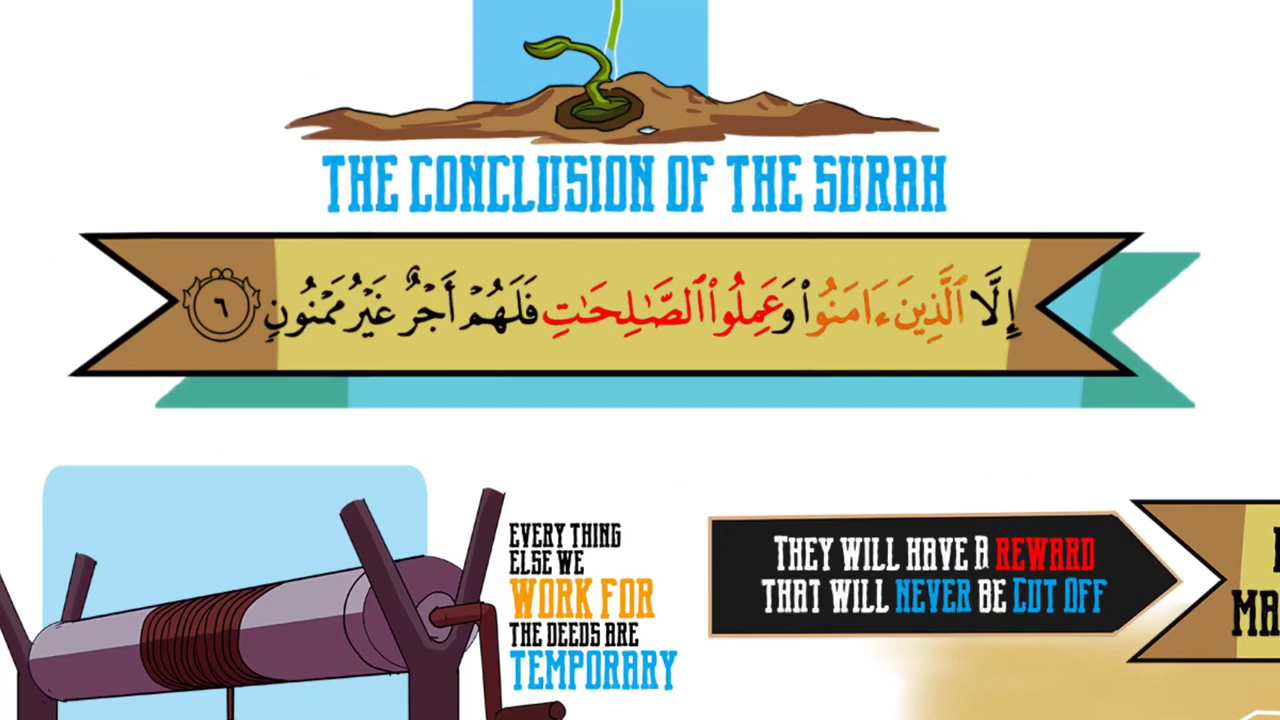 THE CONCLUSION OF THE SURAH
إِلَّا ٱلَّذِينَ ءَامَنُوا۟ وَعَمِلُوا۟ ٱلصَّـٰلِحَـٰتِ فَلَهُمْ أَجْرٌ غَيْرُ مَمْنُونٍ ٦
EVERY THING
ELSE WE
WORK FOR
THE DEEDS ARE
TEMPORARY
THEY WILL HAVE A REWARD
THAT WILL NEVER BE CUT OFF